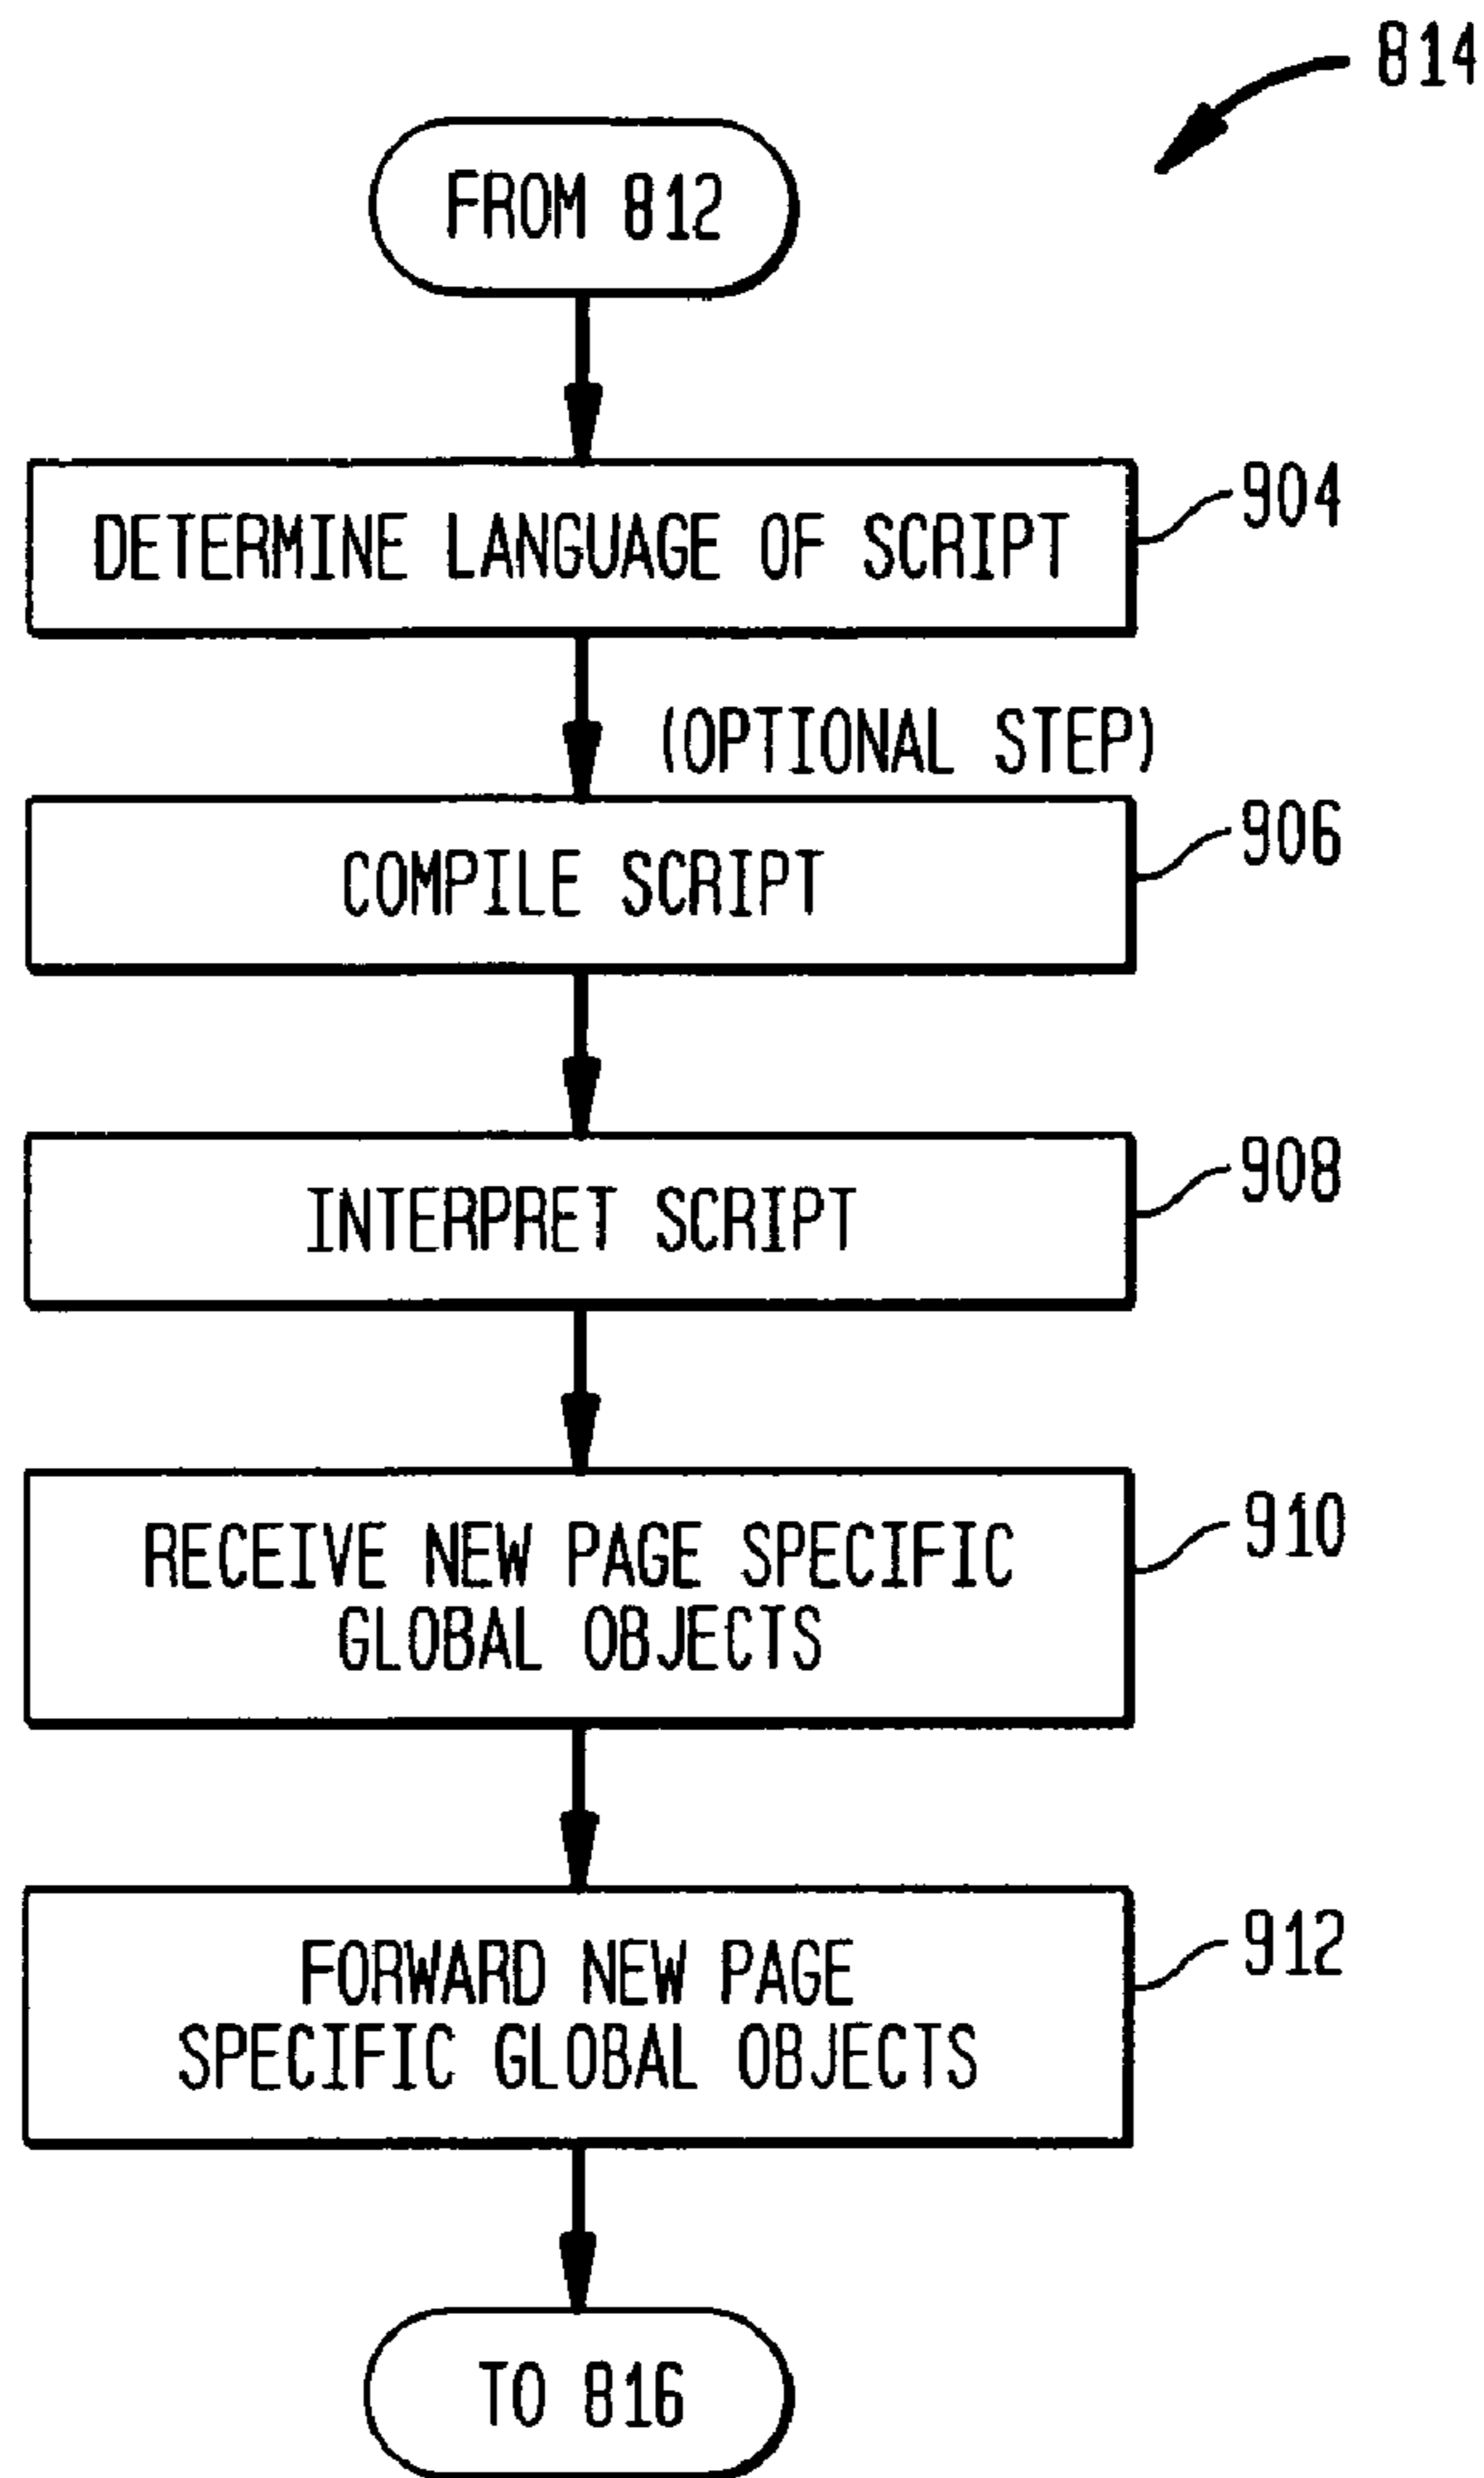 814
FROM 812
DETERMINE LANGUAGE OF SCRIPT
904
(OPTIONAL STEP)
COMPILE SCRIPT
906
INTERPRET SCRIPT
908
RECEIVE NEW PAGE SPECIFIC
GLOBAL OBJECTS
910
FORWARD NEW PAGE
SPECIFIC GLOBAL OBJECTS
912
TO 816